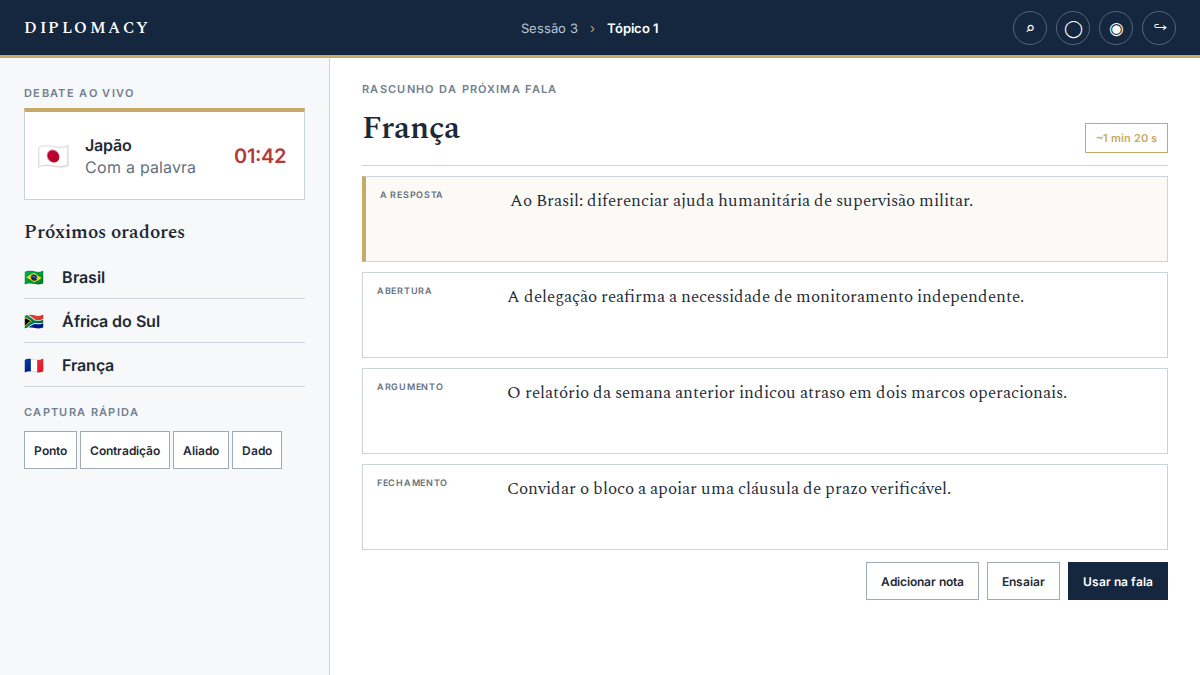 DIPLOMACY
Sessão 3 › Tópico 1
DEBATE AO VIVO
Japão
Com a palavra
01:42
Próximos oradores
Brasil
África do Sul
França
CAPTURA RÁPIDA
Ponto
Contradição
Aliado
Dado
RASCUNHO DA PRÓXIMA FALA
França
~1 min 20 s
A RESPOSTA
Ao Brasil: diferenciar ajuda humanitária de supervisão militar.
ABERTURA
A delegação reafirma a necessidade de monitoramento independente.
ARGUMENTO
O relatório da semana anterior indicou atraso em dois marcos operacionais.
FECHAMENTO
Convidar o bloco a apoiar uma cláusula de prazo verificável.
Adicionar nota
Ensaiar
Usar na fala